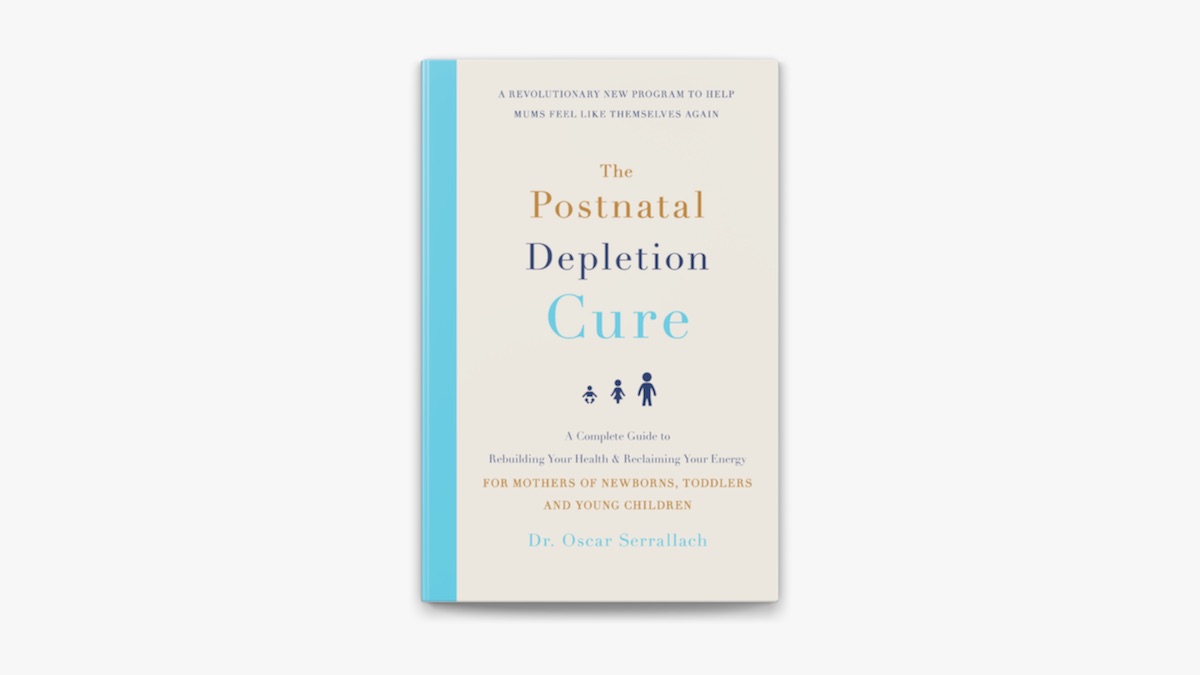 A REVOLUTIONARY NEW PROGRAM TO HELP
MUMS FEEL LIKE THEMSELVES AGAIN
The
Postnatal
Depletion
Cure
A Complete Guide to
Rebuilding Your Health & Reclaiming Your Energy
FOR MOTHERS OF NEWBORNS, TODDLERS
AND YOUNG CHILDREN
Dr. Oscar Serrallach